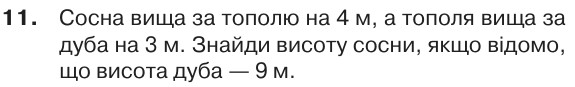 11. Сосна вища за тополю на 4 м, а тополя вища за
дуба на 3 м. Знайди висоту сосни, якщо відомо,
що висота дуба — 9 м.